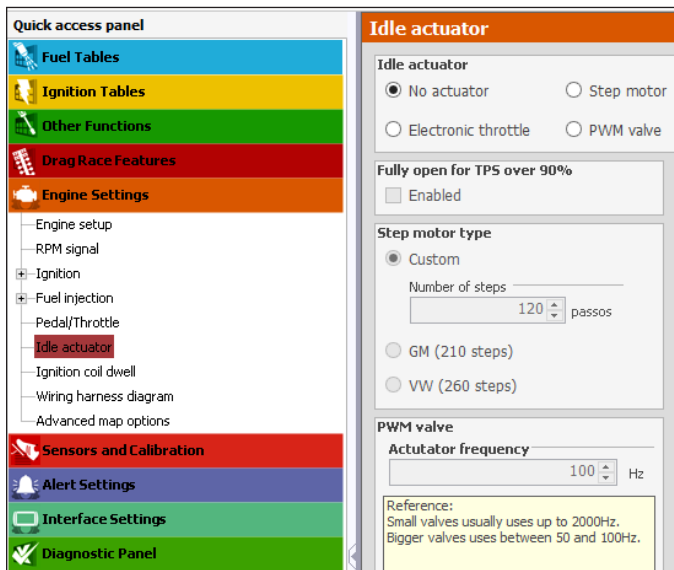 Quick access panel
Fuel Tables
Ignition Tables
Other Functions
Drag Race Features
Engine Settings
Engine setup
RPM signal
Ignition
Fuel injection
Pedal/Throttle
Idle actuator
Ignition coil dwell
Wiring harness diagram
Advanced map options
Sensors and Calibration
Alert Settings
Interface Settings
Diagnostic Panel
Idle actuator
Idle actuator
No actuator Step motor
Electronic throttle PWM valve
Fully open for TPS over 90%
Enabled
Step motor type
Custom
Number of steps
120 passos
GM (210 steps)
VW (260 steps)
PWM valve
Actutator frequency
100 Hz
Reference:
Small valves usually uses up to 2000Hz.
Bigger valves uses between 50 and 100Hz.